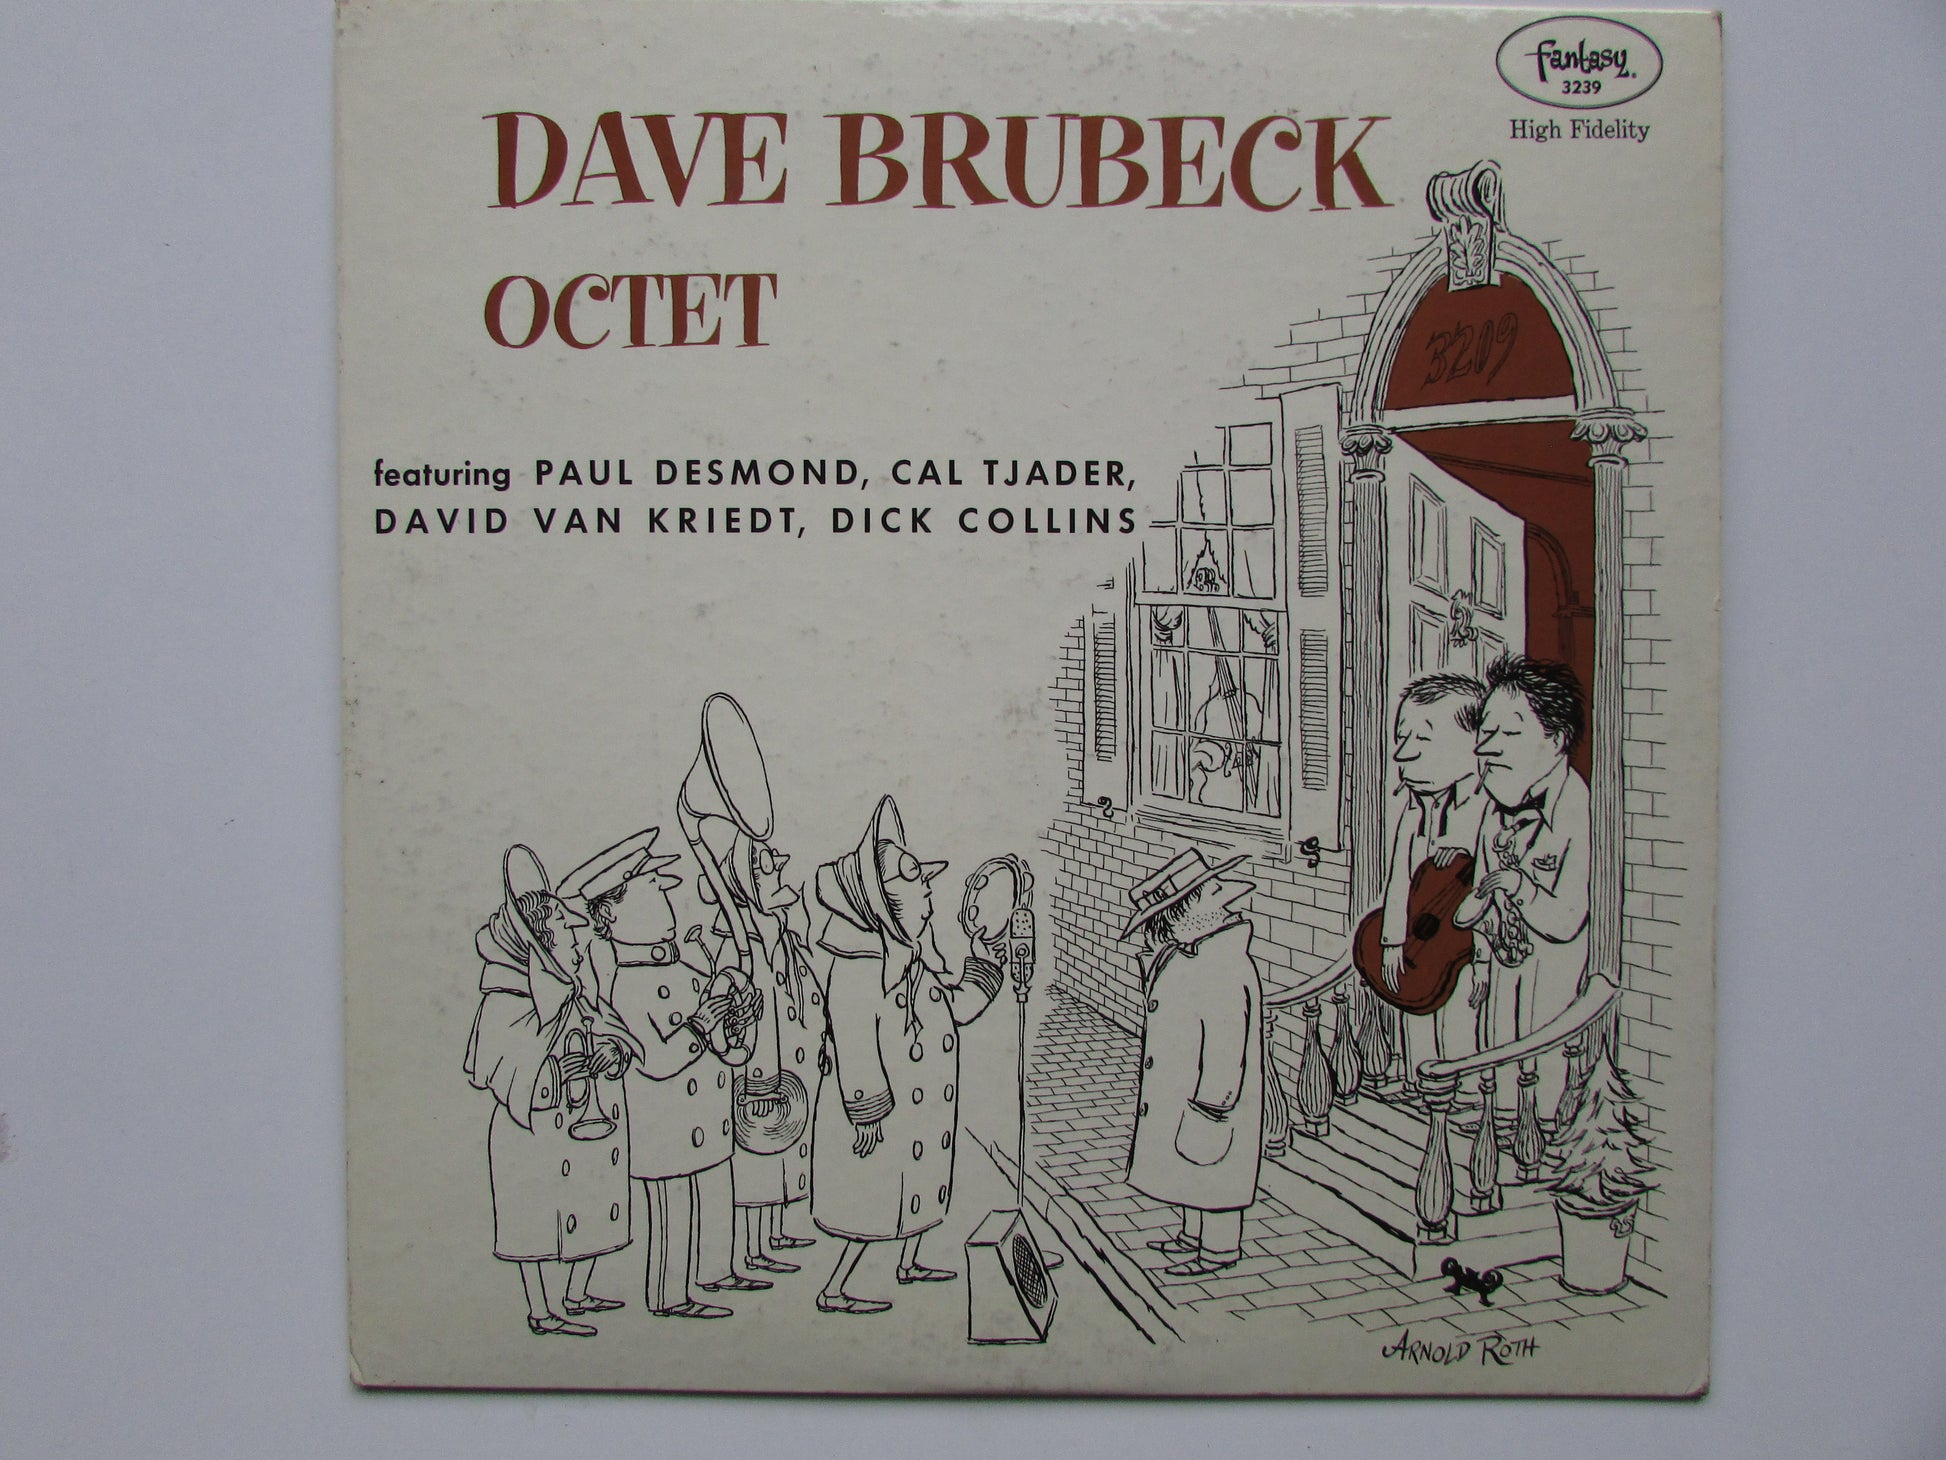 fantasy.
3239
High Fidelity
DAVE BRUBECK
OCTET
3209
featuring PAUL DESMOND, CAL TJADER,
DAVID VAN KRIEDT, DICK COLLINS
ARNOLD ROTH